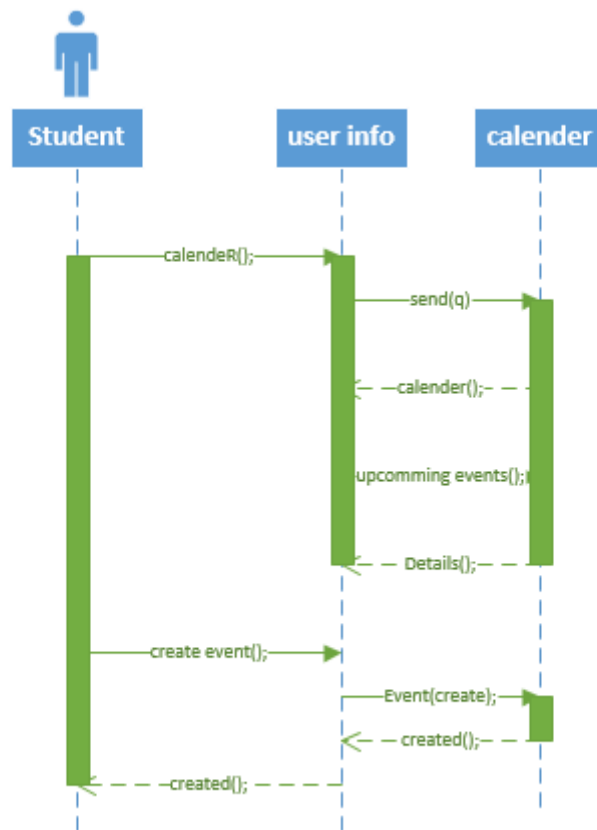 Student
user info
calender
calendeR();
send(q)
calender();
upcomming events();
Details();
create event();
Event(create);
created();
created();